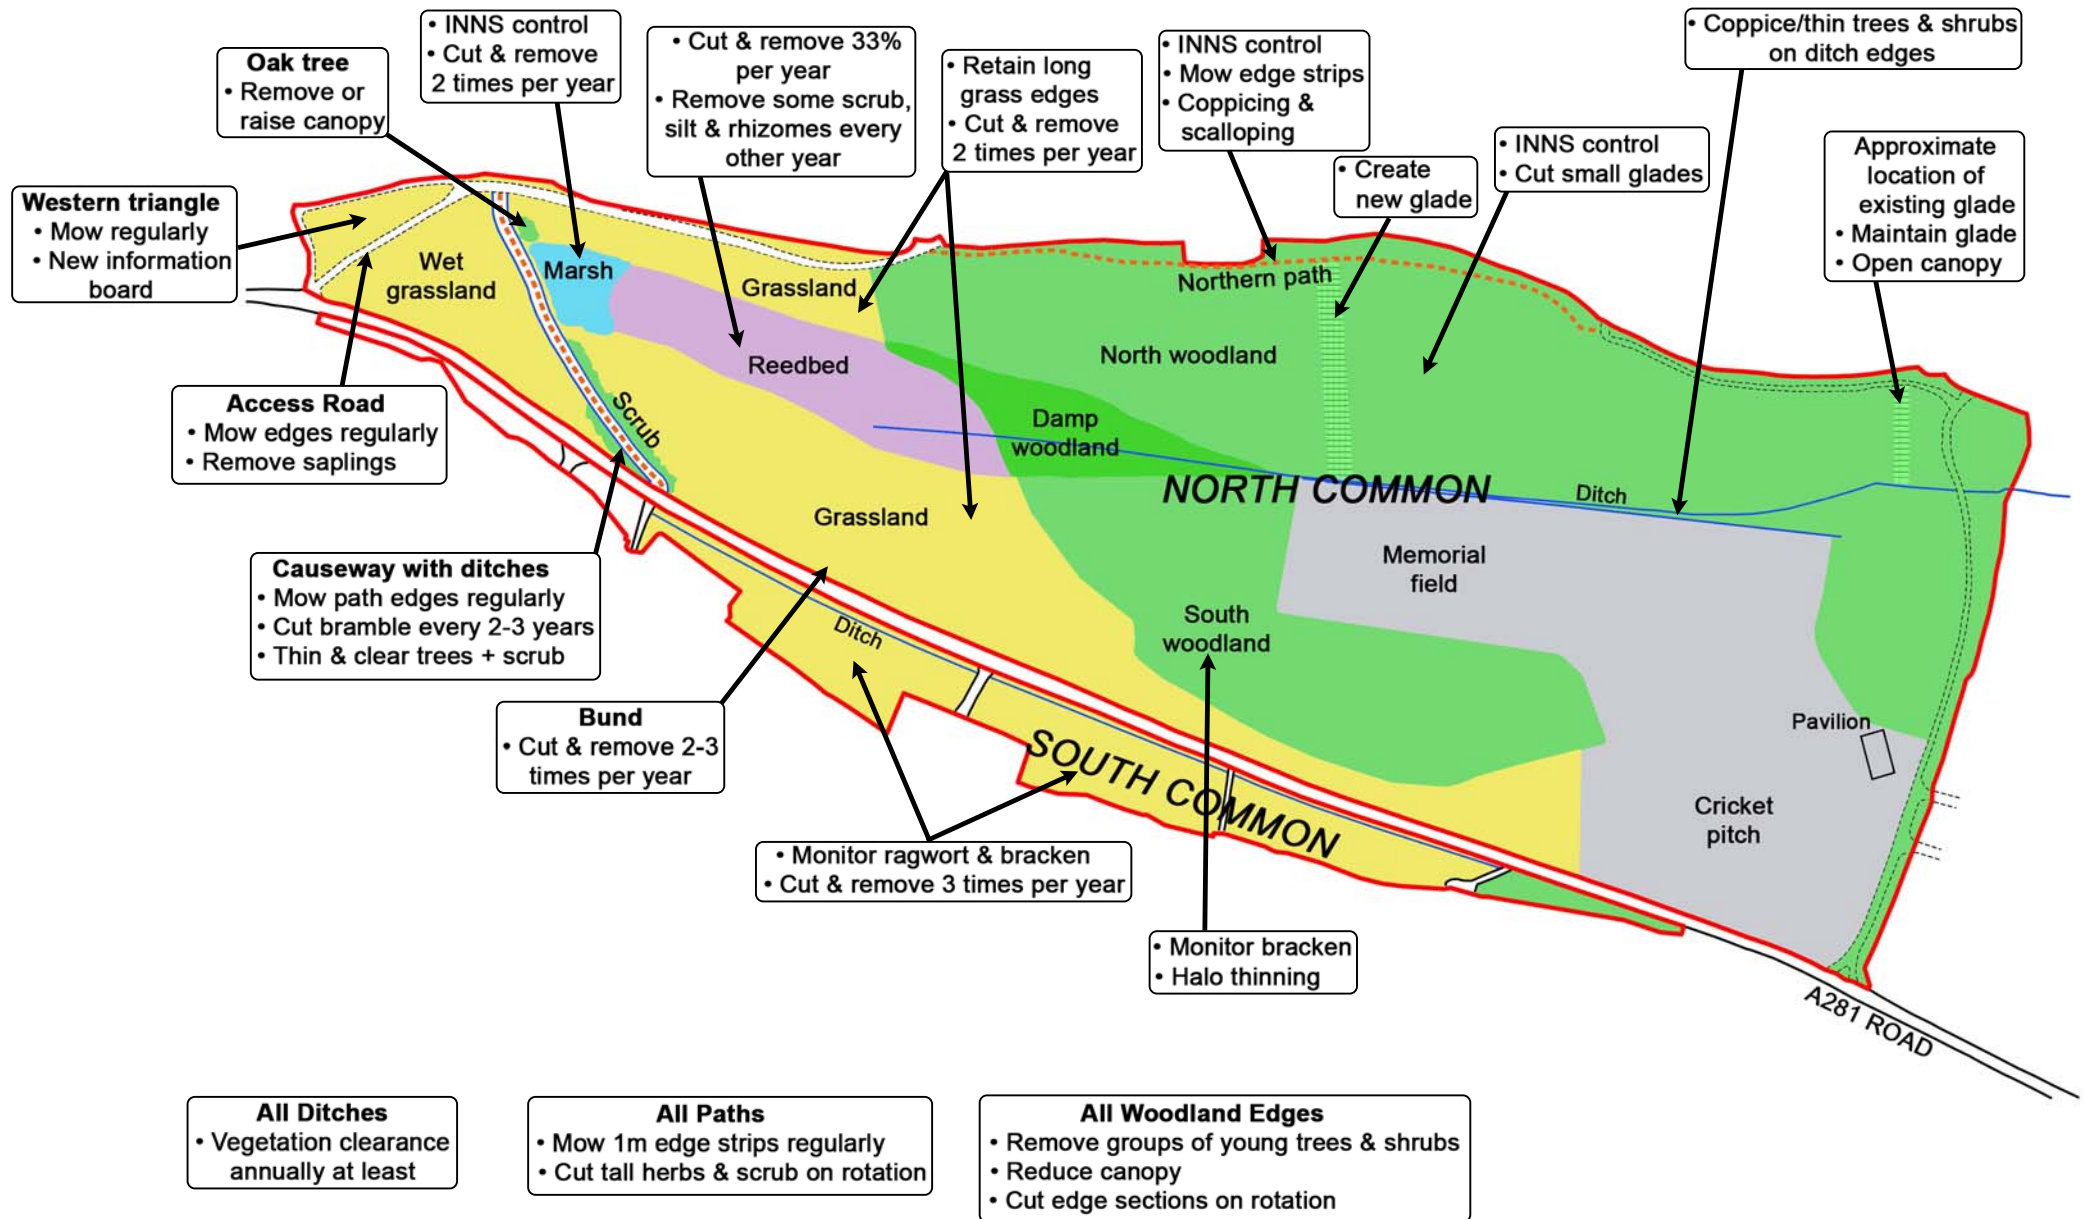 Oak tree
• Remove or
raise canopy
• INNS control
• Cut & remove
2 times per year
• Cut & remove 33%
per year
• Remove some scrub,
silt & rhizomes every
other year
• Retain long
grass edges
• Cut & remove
2 times per year
• INNS control
• Mow edge strips
• Coppicing &
scalloping
• Create
new glade
• INNS control
• Cut small glades
• Coppice/thin trees & shrubs
on ditch edges
Approximate
location of
existing glade
• Maintain glade
• Open canopy
Western triangle
• Mow regularly
• New information
board
Wet
grassland
Marsh
Grassland
Northern path
Reedbed
North woodland
Scrub
Damp
woodland
Access Road
• Mow edges regularly
• Remove saplings
NORTH COMMON
Ditch
Grassland
Memorial
field
Causeway with ditches
• Mow path edges regularly
• Cut bramble every 2-3 years
• Thin & clear trees + scrub
Ditch
South
woodland
Bund
• Cut & remove 2-3
times per year
Pavilion
SOUTH COMMON
Cricket
pitch
• Monitor ragwort & bracken
• Cut & remove 3 times per year
• Monitor bracken
• Halo thinning
A281 ROAD
All Ditches
• Vegetation clearance
annually at least
All Paths
• Mow 1m edge strips regularly
• Cut tall herbs & scrub on rotation
All Woodland Edges
• Remove groups of young trees & shrubs
• Reduce canopy
• Cut edge sections on rotation